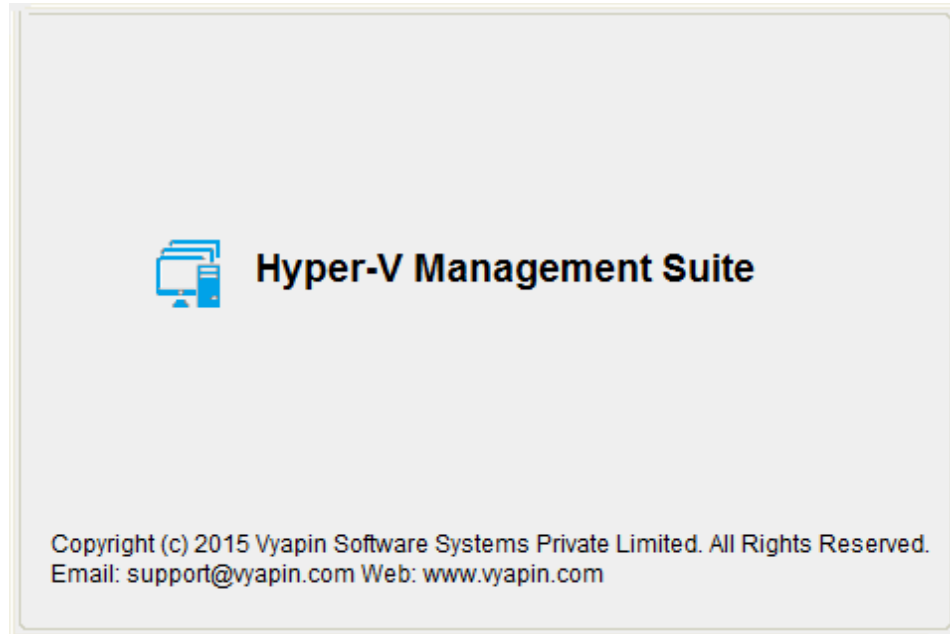 Hyper-V Management Suite
Copyright (c) 2015 Vyapin Software Systems Private Limited. All Rights Reserved.
Email: support@vyapin.com Web: www.vyapin.com